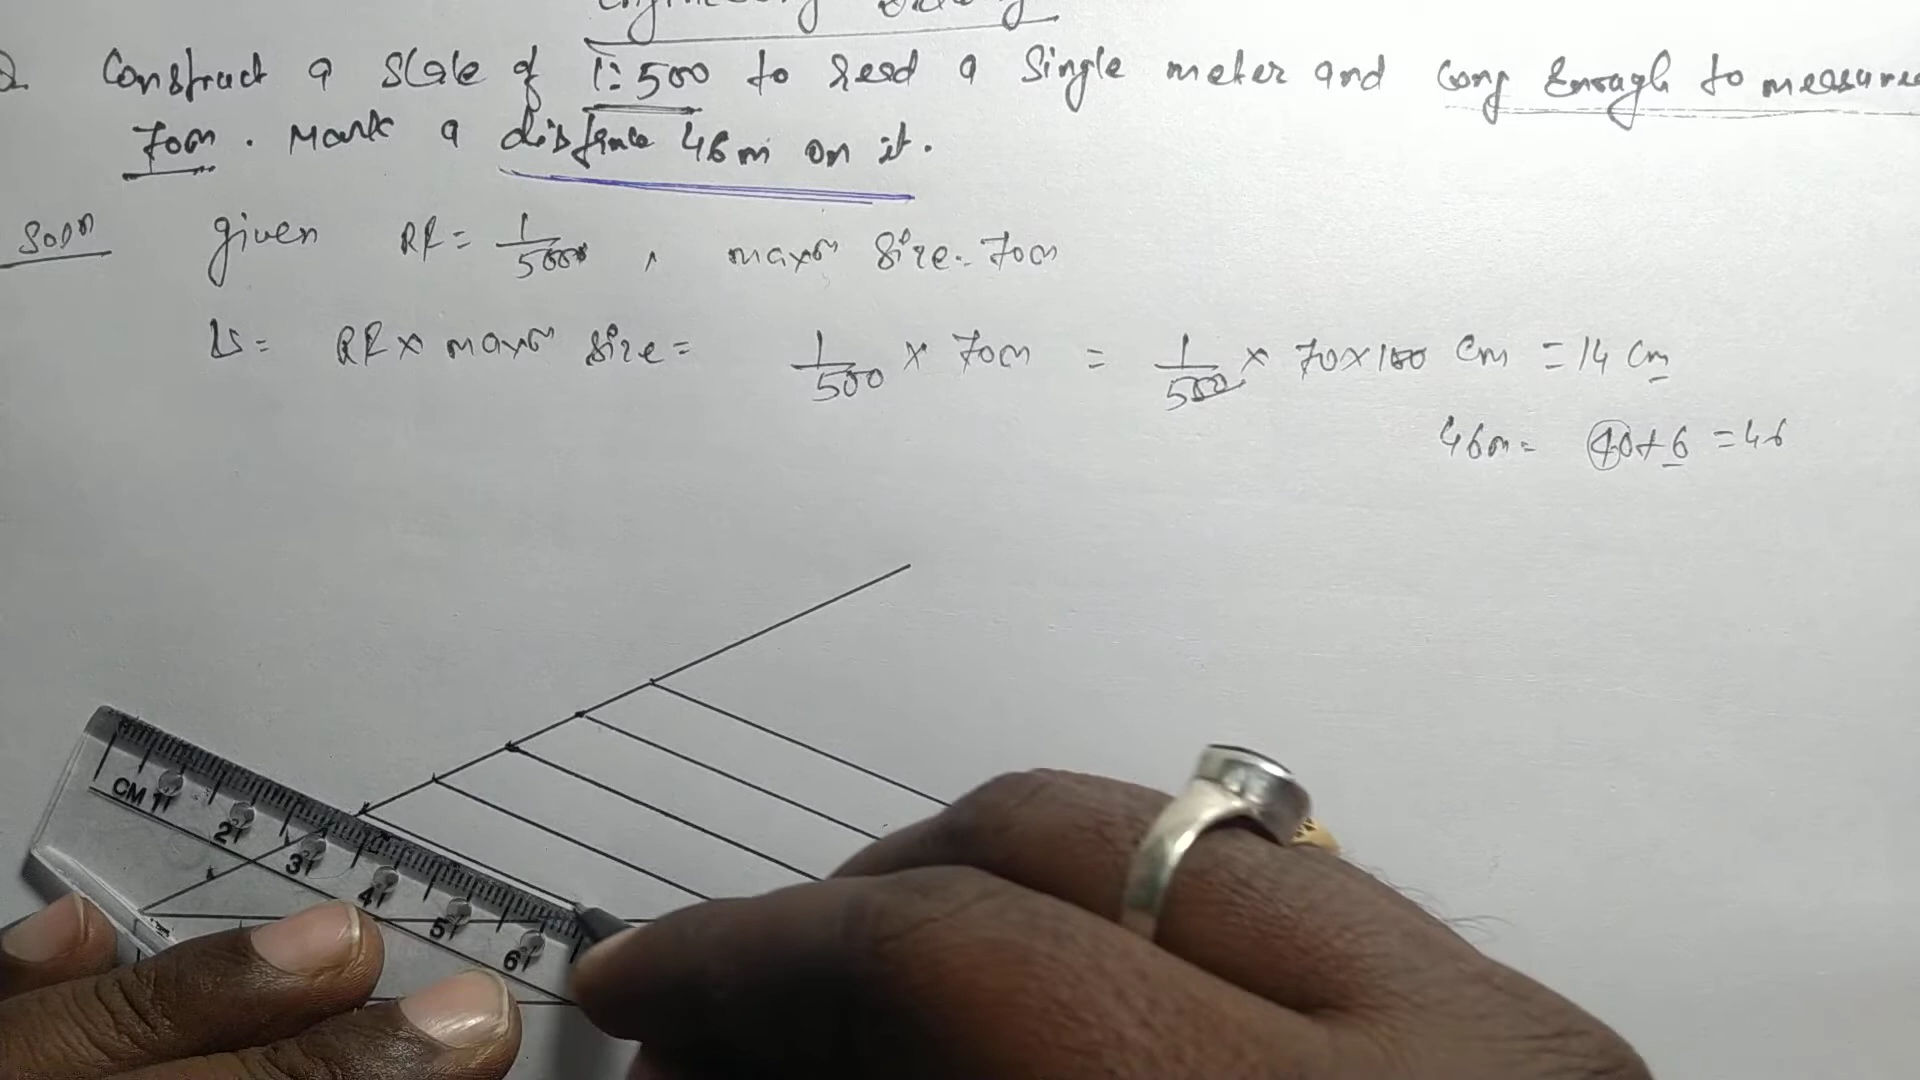 Engineering Drawing
Q. Construct a scale of 1:500 to read a single meter and long Enough to measure
70m. Mark a distance 46m on it.
Soln given RF = 1/500, maxm size = 70m
LS = RF × maxm size = 1/500 × 70m = 1/500 × 70×100 cm = 14 cm
46m = 40+6 = 46
CM 1 2 3 4 5 6